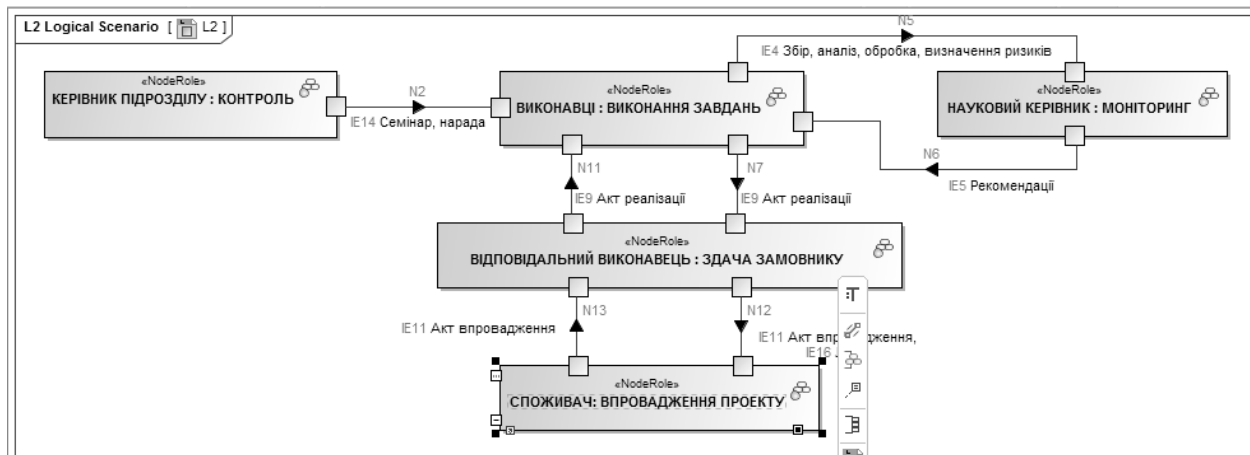 L2 Logical Scenario [ L2 ]
N5
IE4 Збір, аналіз, обробка, визначення ризиків
«NodeRole»
КЕРІВНИК ПІДРОЗДІЛУ : КОНТРОЛЬ
N2
IE14 Семінар, нарада
«NodeRole»
ВИКОНАВЦІ : ВИКОНАННЯ ЗАВДАНЬ
«NodeRole»
НАУКОВИЙ КЕРІВНИК : МОНІТОРИНГ
N6
IE5 Рекомендації
N11
IE9 Акт реалізації
N7
IE9 Акт реалізації
«NodeRole»
ВІДПОВІДАЛЬНИЙ ВИКОНАВЕЦЬ : ЗДАЧА ЗАМОВНИКУ
N13
IE11 Акт впровадження
N12
IE11 Акт
IE16
«NodeRole»
СПОЖИВАЧ: ВПРОВАДЖЕННЯ ПРОЕКТУ